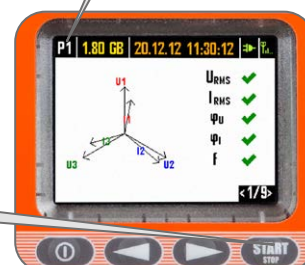 P1 1.80 GB 20.12.12 11:30:12
U1
URMS
IRMS
φU
I3
I2
φI
U3
U2
f
<1/9>
START
STOP